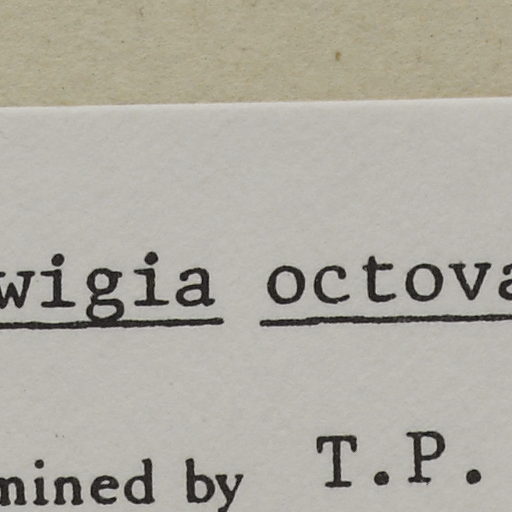 wigia octova
mined by T.P.